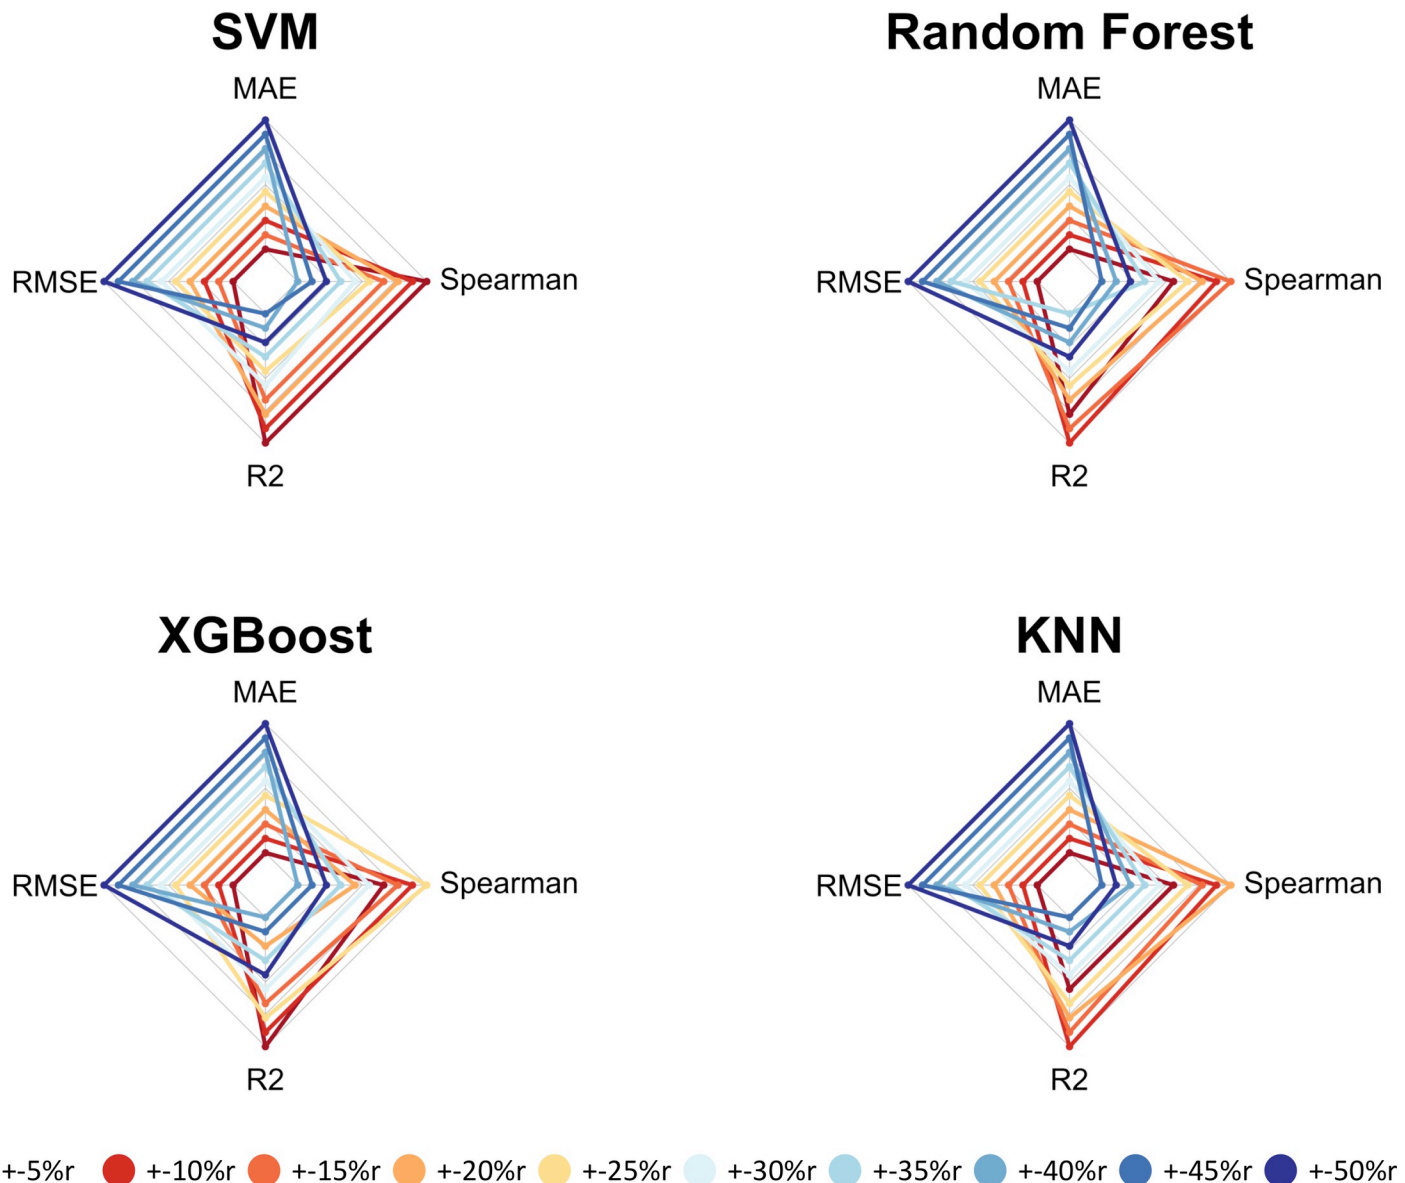 SVM
Random Forest
MAE
MAE
RMSE
Spearman
RMSE
Spearman
R2
R2
XGBoost
KNN
MAE
MAE
RMSE
Spearman
RMSE
Spearman
R2
R2
+-5%r +-10%r +-15%r +-20%r +-25%r +-30%r +-35%r +-40%r +-45%r +-50%r